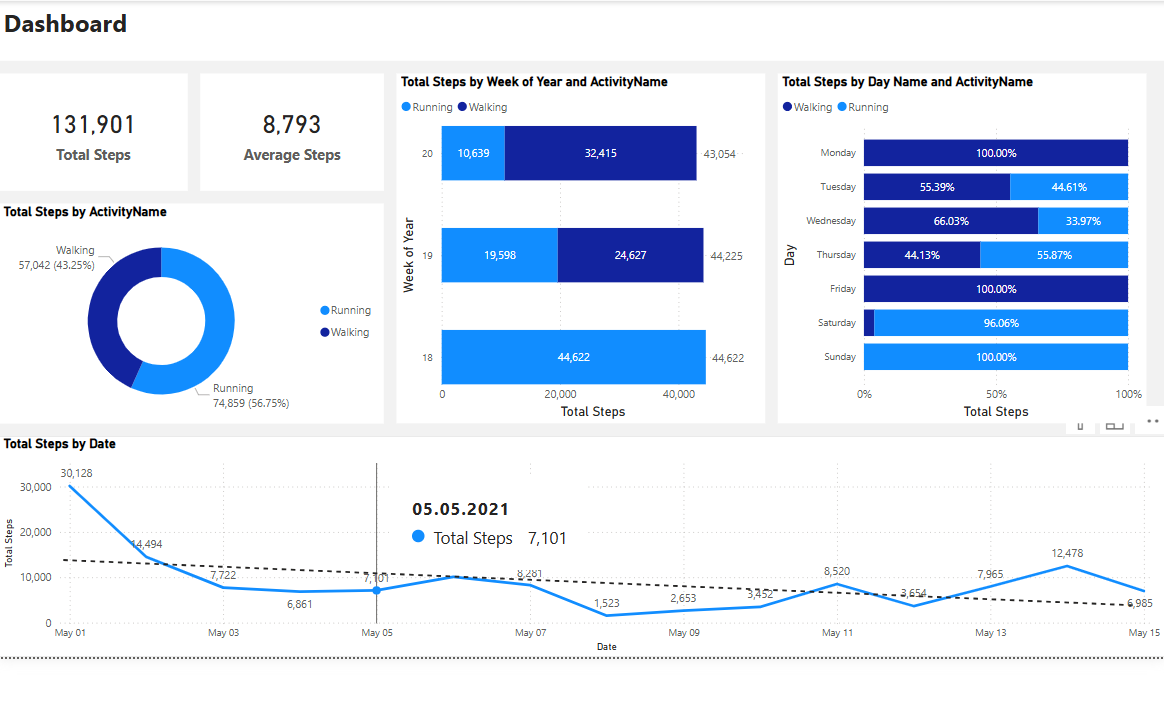 Dashboard
131,901
Total Steps
8,793
Average Steps
Total Steps by ActivityName
Walking
57,042 (43.25%)
Running
74,859 (56.75%)
Running
Walking
Total Steps by Week of Year and ActivityName
Running Walking
Week of Year
20 10,639 32,415 43,054
19 19,598 24,627 44,225
18 44,622 44,622
0 20,000 40,000
Total Steps
Total Steps by Day Name and ActivityName
Walking Running
Day
Monday 100.00%
Tuesday 55.39% 44.61%
Wednesday 66.03% 33.97%
Thursday 44.13% 55.87%
Friday 100.00%
Saturday 96.06%
Sunday 100.00%
0% 50% 100%
Total Steps
Total Steps by Date
Total Steps
30,000
20,000
10,000
0
30,128
14,494
7,722
6,861
7,101
8,281
1,523
2,653
3,452
8,520
3,654
7,965
12,478
6,985
05.05.2021
Total Steps 7,101
May 01 May 03 May 05 May 07 May 09 May 11 May 13 May 15
Date